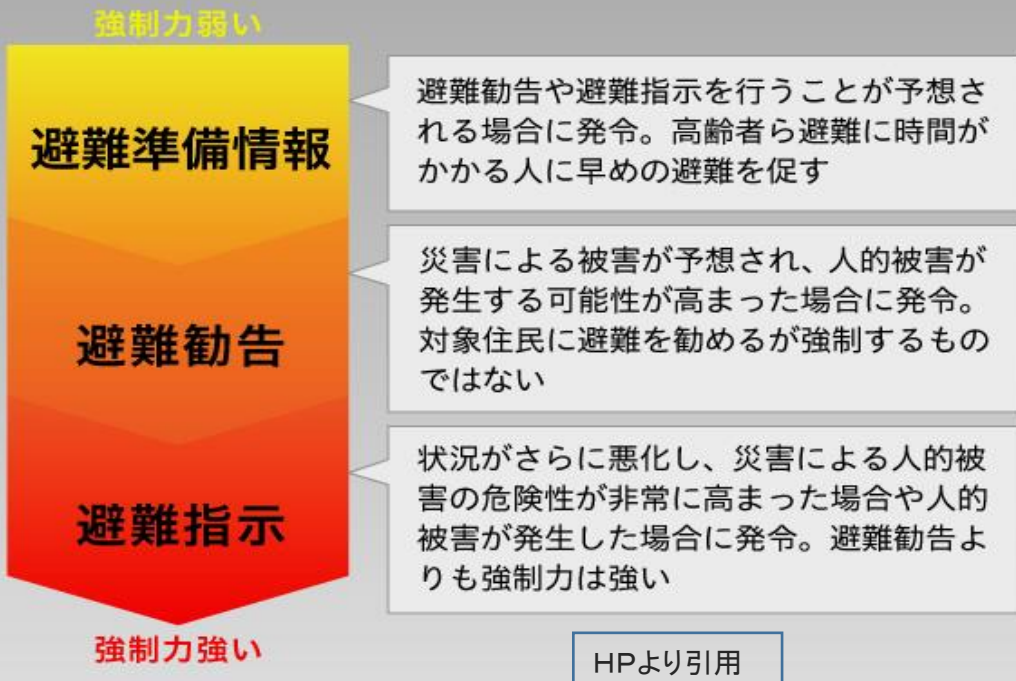 強制力弱い
避難準備情報
避難勧告や避難指示を行うことが予想さ
れる場合に発令。高齢者ら避難に時間が
かかる人に早めの避難を促す
避難勧告
災害による被害が予想され、人的被害が
発生する可能性が高まった場合に発令。
対象住民に避難を勧めるが強制するもの
ではない
避難指示
状況がさらに悪化し、災害による人的被
害の危険性が非常に高まった場合や人的
被害が発生した場合に発令。避難勧告よ
りも強制力は強い
強制力強い
HPより引用